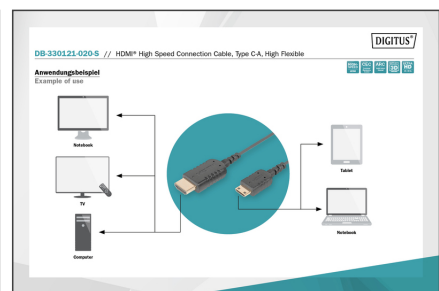 DIGITUS®
DB-330121-020-S // HDMI® High Speed Connection Cable, Type C-A, High Flexible
Anwendungsbeispiel
Example of use
Notebook
TV
Computer
Tablet
Notebook